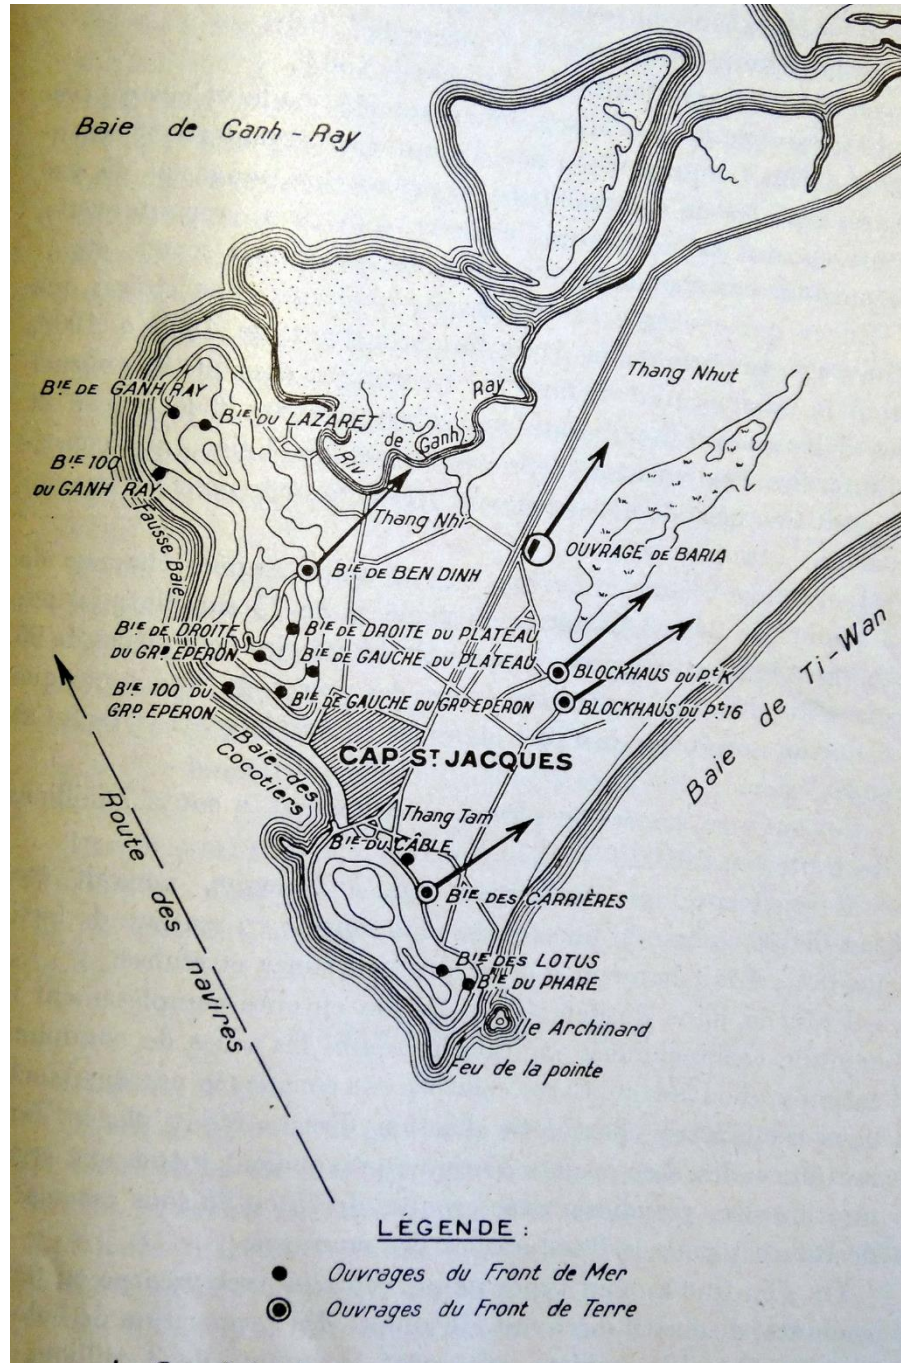 Baie de Ganh-Ray
Thang Nhut
Ray
de Ganh
Riv.
Bie DE GANH RAY
Bie DU LAZARET
Bie 100
DU GANH RAY
Fausse Baie
Thang Nhi
OUVRAGE DE BARIA
Bie DE BEN DINH
Bie DE DROITE
DU GRD EPERON
Bie DE DROITE DU PLATEAU
Bie DE GAUCHE DU PLATEAU
BLOCKHAUS DU Pt K
Bie 100 DU
GRD EPERON
Bie DE GAUCHE DU GRD EPERON
BLOCKHAUS DU Pt 16
Baie de Ti-Wan
CAP ST JACQUES
Baie des
Cocotiers
Thang Tam
Bie DU CÂBLE
Bie DES CARRIÈRES
Route des navires
Bie DES LOTUS
Bie DU PHARE
Ile Archinard
Feu de la pointe
LÉGENDE :
Ouvrages du Front de Mer
Ouvrages du Front de Terre